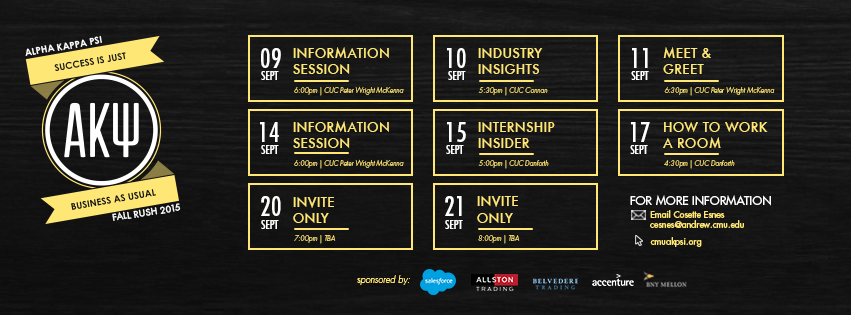 ALPHA KAPPA PSI
SUCCESS IS JUST
ΑΚΨ
BUSINESS AS USUAL
FALL RUSH 2015
09
SEPT
INFORMATION
SESSION
6:00pm | CUC Peter Wright McKenna
10
SEPT
INDUSTRY
INSIGHTS
5:30pm | CUC Connan
11
SEPT
MEET &
GREET
6:30pm | CUC Peter Wright McKenna
14
SEPT
INFORMATION
SESSION
6:00pm | CUC Peter Wright McKenna
15
SEPT
INTERNSHIP
INSIDER
5:00pm | CUC Danforth
17
SEPT
HOW TO WORK
A ROOM
4:30pm | CUC Danforth
20
SEPT
INVITE
ONLY
7:00pm | TBA
21
SEPT
INVITE
ONLY
8:00pm | TBA
FOR MORE INFORMATION
Email Cosette Esnes
cesnes@andrew.cmu.edu
cmuakpsi.org
sponsored by:
salesforce
ALLSTON
TRADING
BELVEDERE
TRADING
accenture
BNY MELLON